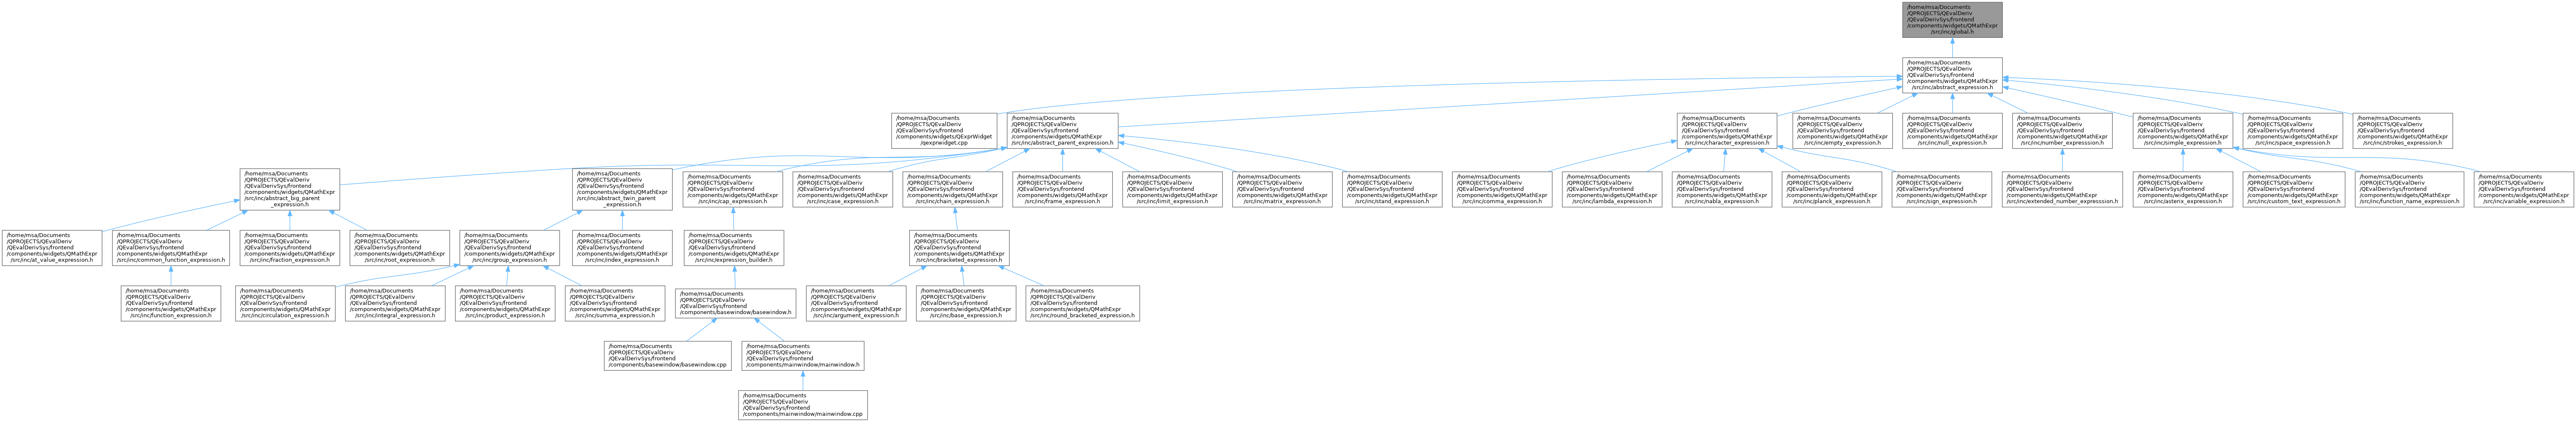 /home/msa/Documents
/QPROJECTS/QEvalDeriv
/QEvalDerivSys/frontend
/components/widgets/QMathExpr
/src/inc/global.h
/home/msa/Documents
/QPROJECTS/QEvalDeriv
/QEvalDerivSys/frontend
/components/widgets/QMathExpr
/src/inc/abstract_expression.h
/home/msa/Documents
/QPROJECTS/QEvalDeriv
/QEvalDerivSys/frontend
/components/widgets/QExprWidget
/qexprwidget.cpp
/home/msa/Documents
/QPROJECTS/QEvalDeriv
/QEvalDerivSys/frontend
/components/widgets/QMathExpr
/src/inc/abstract_parent_expression.h
/home/msa/Documents
/QPROJECTS/QEvalDeriv
/QEvalDerivSys/frontend
/components/widgets/QMathExpr
/src/inc/character_expression.h
/home/msa/Documents
/QPROJECTS/QEvalDeriv
/QEvalDerivSys/frontend
/components/widgets/QMathExpr
/src/inc/empty_expression.h
/home/msa/Documents
/QPROJECTS/QEvalDeriv
/QEvalDerivSys/frontend
/components/widgets/QMathExpr
/src/inc/null_expression.h
/home/msa/Documents
/QPROJECTS/QEvalDeriv
/QEvalDerivSys/frontend
/components/widgets/QMathExpr
/src/inc/number_expresssion.h
/home/msa/Documents
/QPROJECTS/QEvalDeriv
/QEvalDerivSys/frontend
/components/widgets/QMathExpr
/src/inc/simple_expression.h
/home/msa/Documents
/QPROJECTS/QEvalDeriv
/QEvalDerivSys/frontend
/components/widgets/QMathExpr
/src/inc/space_expression.h
/home/msa/Documents
/QPROJECTS/QEvalDeriv
/QEvalDerivSys/frontend
/components/widgets/QMathExpr
/src/inc/strokes_expression.h
/home/msa/Documents
/QPROJECTS/QEvalDeriv
/QEvalDerivSys/frontend
/components/widgets/QMathExpr
/src/inc/abstract_big_parent
_expression.h
/home/msa/Documents
/QPROJECTS/QEvalDeriv
/QEvalDerivSys/frontend
/components/widgets/QMathExpr
/src/inc/abstract_twin_parent
_expression.h
/home/msa/Documents
/QPROJECTS/QEvalDeriv
/QEvalDerivSys/frontend
/components/widgets/QMathExpr
/src/inc/cap_expression.h
/home/msa/Documents
/QPROJECTS/QEvalDeriv
/QEvalDerivSys/frontend
/components/widgets/QMathExpr
/src/inc/case_expression.h
/home/msa/Documents
/QPROJECTS/QEvalDeriv
/QEvalDerivSys/frontend
/components/widgets/QMathExpr
/src/inc/chain_expression.h
/home/msa/Documents
/QPROJECTS/QEvalDeriv
/QEvalDerivSys/frontend
/components/widgets/QMathExpr
/src/inc/frame_expression.h
/home/msa/Documents
/QPROJECTS/QEvalDeriv
/QEvalDerivSys/frontend
/components/widgets/QMathExpr
/src/inc/limit_expression.h
/home/msa/Documents
/QPROJECTS/QEvalDeriv
/QEvalDerivSys/frontend
/components/widgets/QMathExpr
/src/inc/matrix_expression.h
/home/msa/Documents
/QPROJECTS/QEvalDeriv
/QEvalDerivSys/frontend
/components/widgets/QMathExpr
/src/inc/stand_expression.h
/home/msa/Documents
/QPROJECTS/QEvalDeriv
/QEvalDerivSys/frontend
/components/widgets/QMathExpr
/src/inc/comma_expression.h
/home/msa/Documents
/QPROJECTS/QEvalDeriv
/QEvalDerivSys/frontend
/components/widgets/QMathExpr
/src/inc/lambda_expression.h
/home/msa/Documents
/QPROJECTS/QEvalDeriv
/QEvalDerivSys/frontend
/components/widgets/QMathExpr
/src/inc/nabla_expression.h
/home/msa/Documents
/QPROJECTS/QEvalDeriv
/QEvalDerivSys/frontend
/components/widgets/QMathExpr
/src/inc/planck_expression.h
/home/msa/Documents
/QPROJECTS/QEvalDeriv
/QEvalDerivSys/frontend
/components/widgets/QMathExpr
/src/inc/sign_expression.h
/home/msa/Documents
/QPROJECTS/QEvalDeriv
/QEvalDerivSys/frontend
/components/widgets/QMathExpr
/src/inc/extended_number_expresssion.h
/home/msa/Documents
/QPROJECTS/QEvalDeriv
/QEvalDerivSys/frontend
/components/widgets/QMathExpr
/src/inc/asterix_expression.h
/home/msa/Documents
/QPROJECTS/QEvalDeriv
/QEvalDerivSys/frontend
/components/widgets/QMathExpr
/src/inc/custom_text_expression.h
/home/msa/Documents
/QPROJECTS/QEvalDeriv
/QEvalDerivSys/frontend
/components/widgets/QMathExpr
/src/inc/function_name_expression.h
/home/msa/Documents
/QPROJECTS/QEvalDeriv
/QEvalDerivSys/frontend
/components/widgets/QMathExpr
/src/inc/variable_expression.h
/home/msa/Documents
/QPROJECTS/QEvalDeriv
/QEvalDerivSys/frontend
/components/widgets/QMathExpr
/src/inc/at_value_expression.h
/home/msa/Documents
/QPROJECTS/QEvalDeriv
/QEvalDerivSys/frontend
/components/widgets/QMathExpr
/src/inc/common_function_expression.h
/home/msa/Documents
/QPROJECTS/QEvalDeriv
/QEvalDerivSys/frontend
/components/widgets/QMathExpr
/src/inc/fraction_expression.h
/home/msa/Documents
/QPROJECTS/QEvalDeriv
/QEvalDerivSys/frontend
/components/widgets/QMathExpr
/src/inc/root_expression.h
/home/msa/Documents
/QPROJECTS/QEvalDeriv
/QEvalDerivSys/frontend
/components/widgets/QMathExpr
/src/inc/group_expression.h
/home/msa/Documents
/QPROJECTS/QEvalDeriv
/QEvalDerivSys/frontend
/components/widgets/QMathExpr
/src/inc/index_expression.h
/home/msa/Documents
/QPROJECTS/QEvalDeriv
/QEvalDerivSys/frontend
/components/widgets/QMathExpr
/src/inc/expression_builder.h
/home/msa/Documents
/QPROJECTS/QEvalDeriv
/QEvalDerivSys/frontend
/components/widgets/QMathExpr
/src/inc/bracketed_expression.h
/home/msa/Documents
/QPROJECTS/QEvalDeriv
/QEvalDerivSys/frontend
/components/widgets/QMathExpr
/src/inc/function_expression.h
/home/msa/Documents
/QPROJECTS/QEvalDeriv
/QEvalDerivSys/frontend
/components/widgets/QMathExpr
/src/inc/circulation_expression.h
/home/msa/Documents
/QPROJECTS/QEvalDeriv
/QEvalDerivSys/frontend
/components/widgets/QMathExpr
/src/inc/integral_expression.h
/home/msa/Documents
/QPROJECTS/QEvalDeriv
/QEvalDerivSys/frontend
/components/widgets/QMathExpr
/src/inc/product_expression.h
/home/msa/Documents
/QPROJECTS/QEvalDeriv
/QEvalDerivSys/frontend
/components/widgets/QMathExpr
/src/inc/summa_expression.h
/home/msa/Documents
/QPROJECTS/QEvalDeriv
/QEvalDerivSys/frontend
/components/basewindow/basewindow.h
/home/msa/Documents
/QPROJECTS/QEvalDeriv
/QEvalDerivSys/frontend
/components/widgets/QMathExpr
/src/inc/argument_expression.h
/home/msa/Documents
/QPROJECTS/QEvalDeriv
/QEvalDerivSys/frontend
/components/widgets/QMathExpr
/src/inc/base_expression.h
/home/msa/Documents
/QPROJECTS/QEvalDeriv
/QEvalDerivSys/frontend
/components/widgets/QMathExpr
/src/inc/round_bracketed_expression.h
/home/msa/Documents
/QPROJECTS/QEvalDeriv
/QEvalDerivSys/frontend
/components/basewindow/basewindow.cpp
/home/msa/Documents
/QPROJECTS/QEvalDeriv
/QEvalDerivSys/frontend
/components/mainwindow/mainwindow.h
/home/msa/Documents
/QPROJECTS/QEvalDeriv
/QEvalDerivSys/frontend
/components/mainwindow/mainwindow.cpp